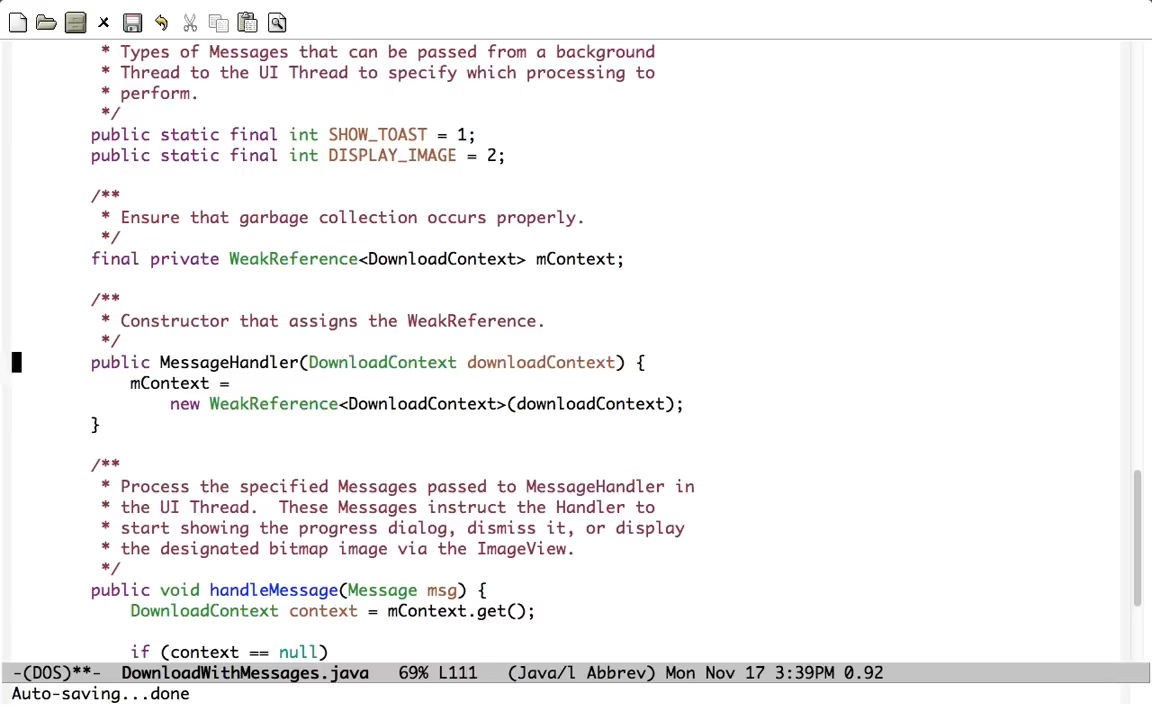 * Types of Messages that can be passed from a background
* Thread to the UI Thread to specify which processing to
* perform.
*/
public static final int SHOW_TOAST = 1;
public static final int DISPLAY_IMAGE = 2;
/**
* Ensure that garbage collection occurs properly.
*/
final private WeakReference<DownloadContext> mContext;
/**
* Constructor that assigns the WeakReference.
*/
public MessageHandler(DownloadContext downloadContext) {
mContext =
new WeakReference<DownloadContext>(downloadContext);
}
/**
* Process the specified Messages passed to MessageHandler in
* the UI Thread.  These Messages instruct the Handler to
* start showing the progress dialog, dismiss it, or display
* the designated bitmap image via the ImageView.
*/
public void handleMessage(Message msg) {
DownloadContext context = mContext.get();
if (context == null)
-(DOS)**-  DownloadWithMessages.java   69% L111   (Java/l Abbrev) Mon Nov 17 3:39PM 0.92
Auto-saving...done